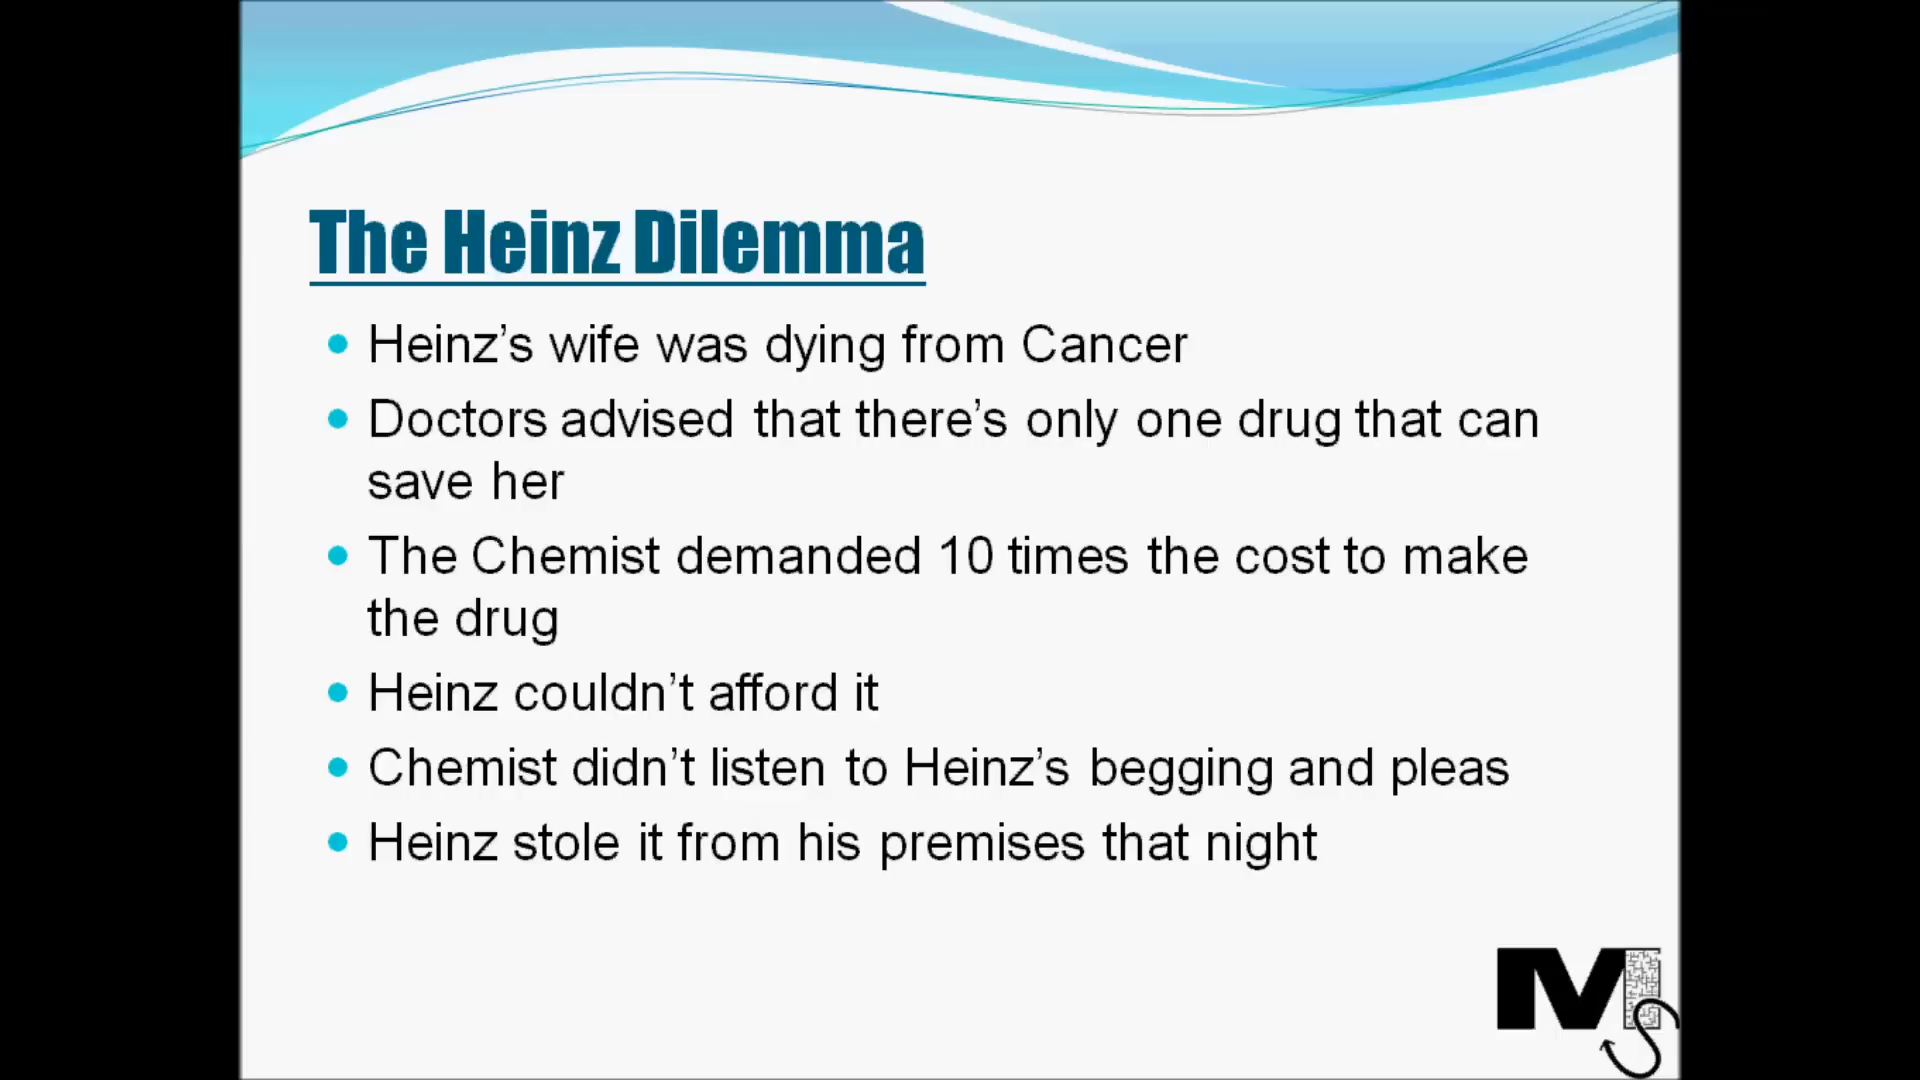 The Heinz Dilemma
• Heinz’s wife was dying from Cancer
• Doctors advised that there’s only one drug that can
save her
• The Chemist demanded 10 times the cost to make
the drug
• Heinz couldn’t afford it
• Chemist didn’t listen to Heinz’s begging and pleas
• Heinz stole it from his premises that night
MS